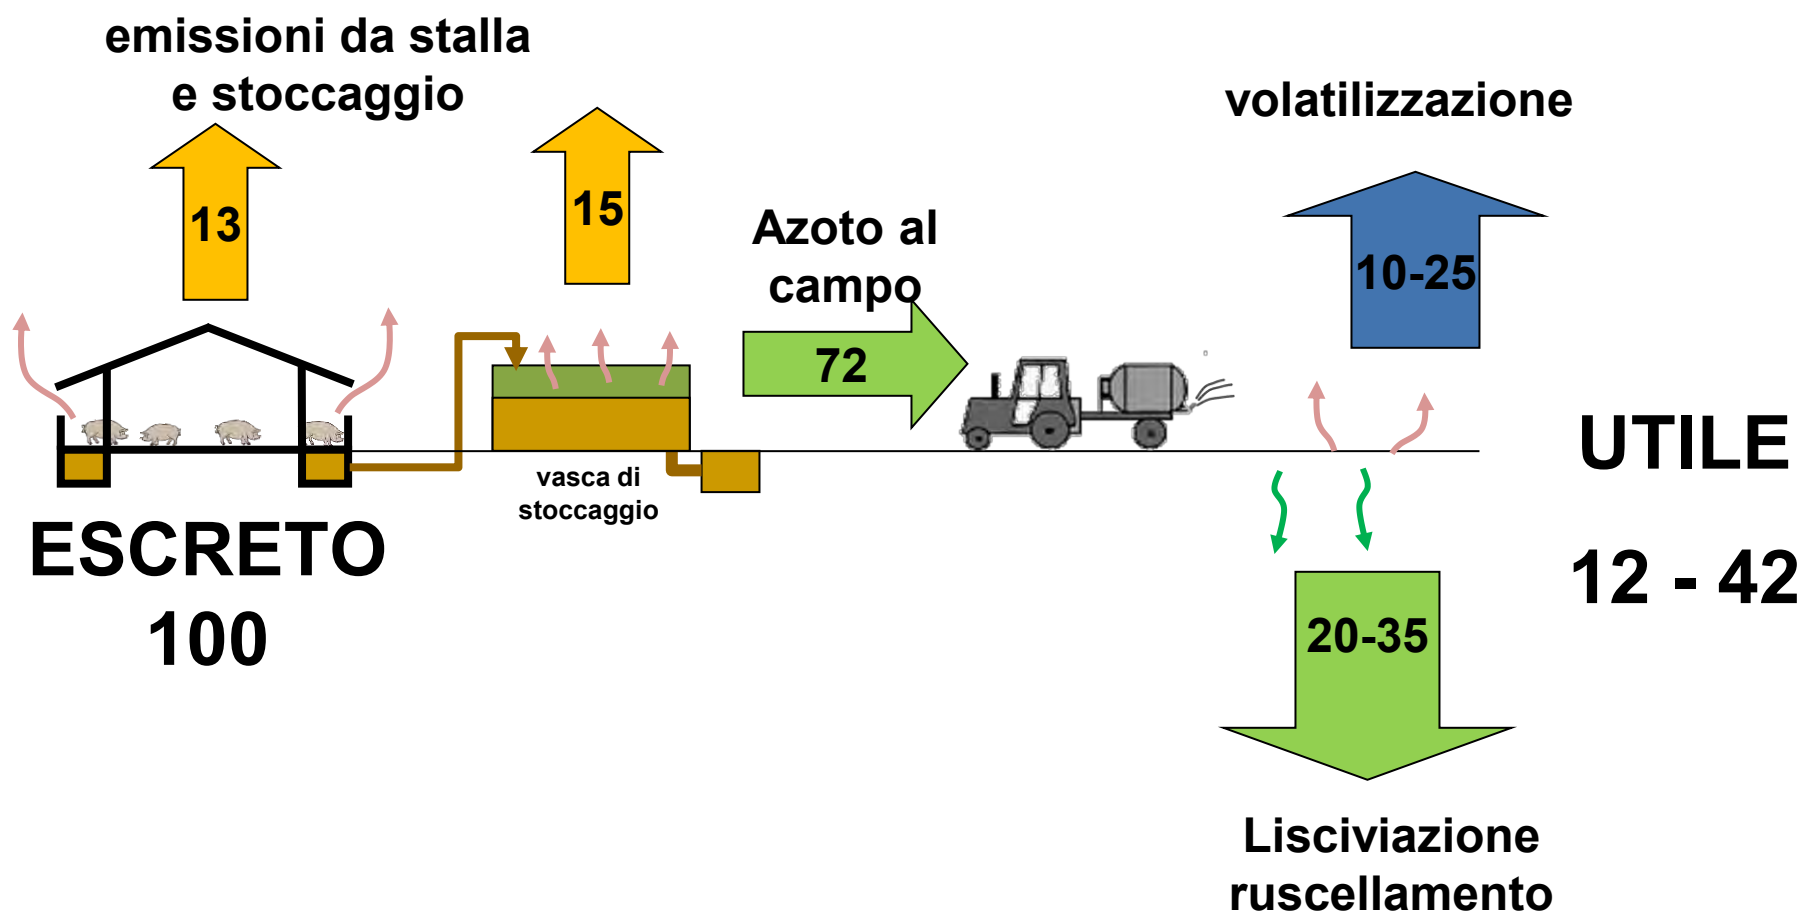 emissioni da stalla
e stoccaggio
13
15
Azoto al
campo
72
volatilizzazione
10-25
vasca di
stoccaggio
ESCRETO
100
UTILE
12 - 42
20-35
Lisciviazione
ruscellamento